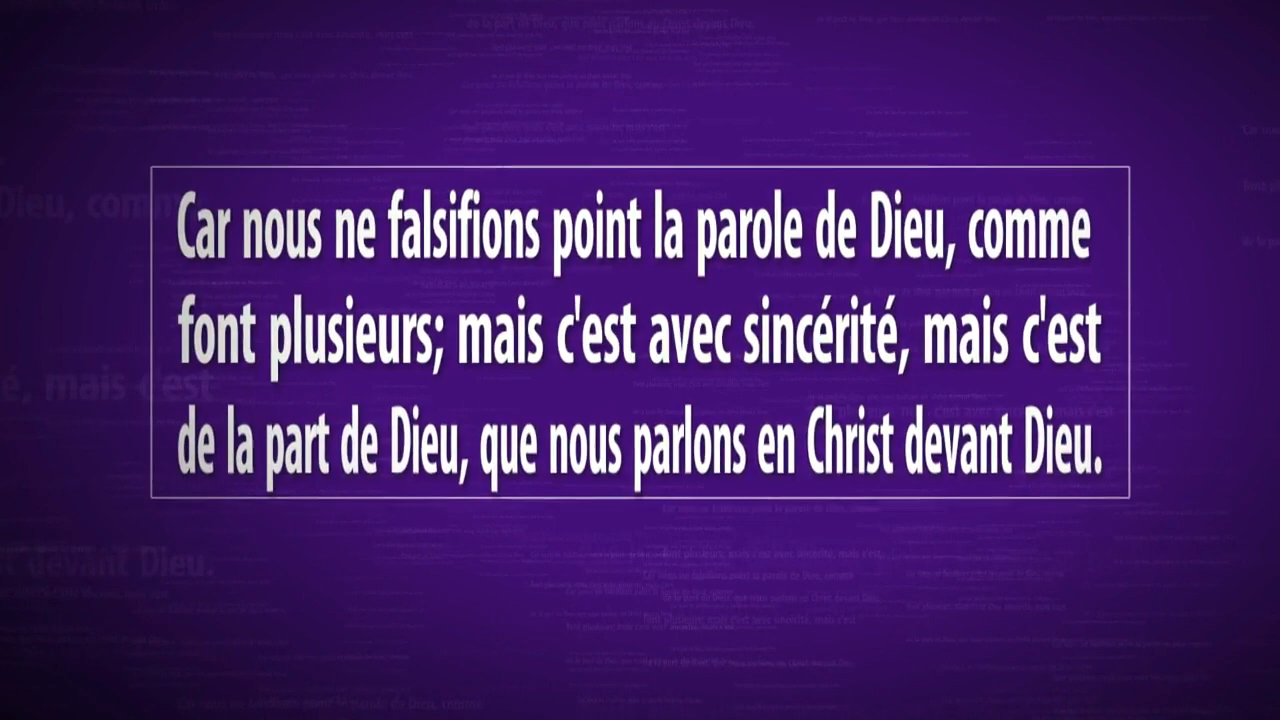 Car nous ne falsifions point la parole de Dieu, comme
font plusieurs; mais c'est avec sincérité, mais c'est
de la part de Dieu, que nous parlons en Christ devant Dieu.